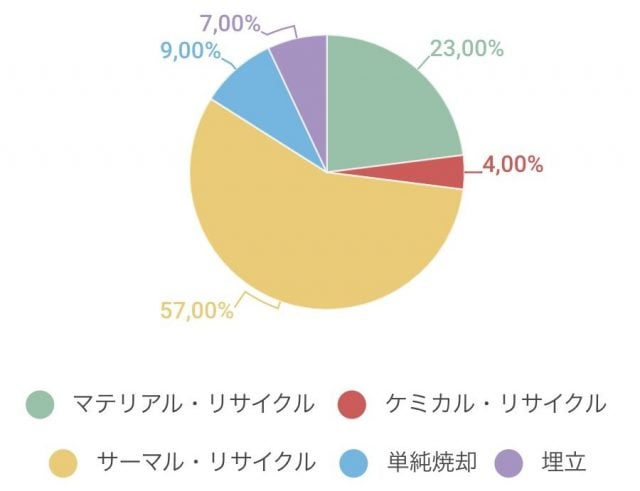 7,00%
9,00%
23,00%
4,00%
57,00%
マテリアル・リサイクル
ケミカル・リサイクル
サーマル・リサイクル
単純焼却
埋立